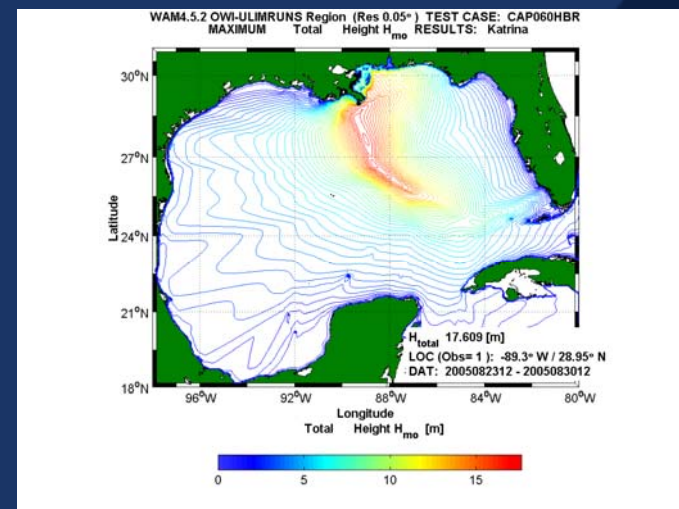 WAM4.5.2 OWI-ULIMRUNS Region (Res 0.05° ) TEST CASE: CAP060HBR
MAXIMUM Total Height Hmo RESULTS: Katrina
30°N
27°N
24°N
21°N
18°N
Latitude
Htotal 17.609 [m]
LOC (Obs= 1 ): -89.3° W / 28.95° N
DAT: 2005082312 - 2005083012
96°W 92°W 88°W 84°W 80°W
Longitude
Total Height Hmo [m]
0 5 10 15